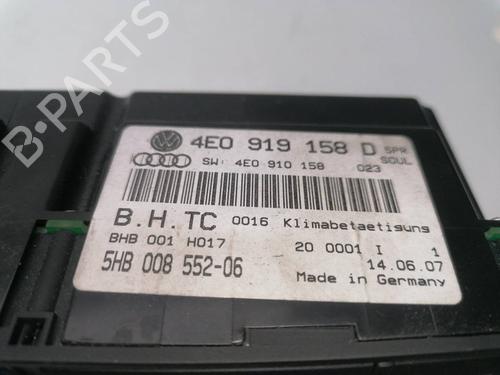 4E0 919 158 D SPR
SW: 4E0 910 158 023 SOUL
B.H.TC 0016 Klimabetaetisuns
BHB 001 H017 20 0001 I 1
5HB 008 552-06 14.06.07
Made in Germany
B-PARTS